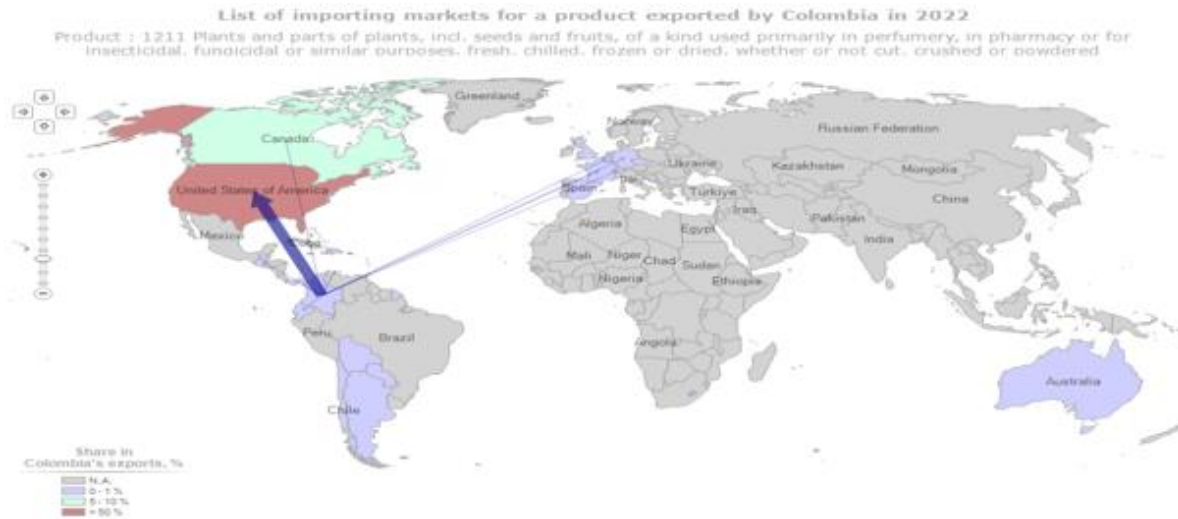 List of importing markets for a product exported by Colombia in 2022
Product : 1211 Plants and parts of plants, incl. seeds and fruits, of a kind used primarily in perfumery, in pharmacy or for
insecticidal, fungicidal or similar purposes, fresh, chilled, frozen or dried, whether or not cut, crushed or powdered
Greenland
Norway
Russian Federation
Canada
Ukraine
Kazakhstan
Mongolia
United States of America
Spain
Türkiye
China
Iraq
Pakistan
Mexico
Cuba
Algeria
Egypt
India
Mali
Niger
Chad
Sudan
Nigeria
Ethiopia
Peru
Brazil
Angola
Chile
Australia
Share in
Colombia's exports, %
N.A.
0 - 1 %
5 - 10 %
>50 %